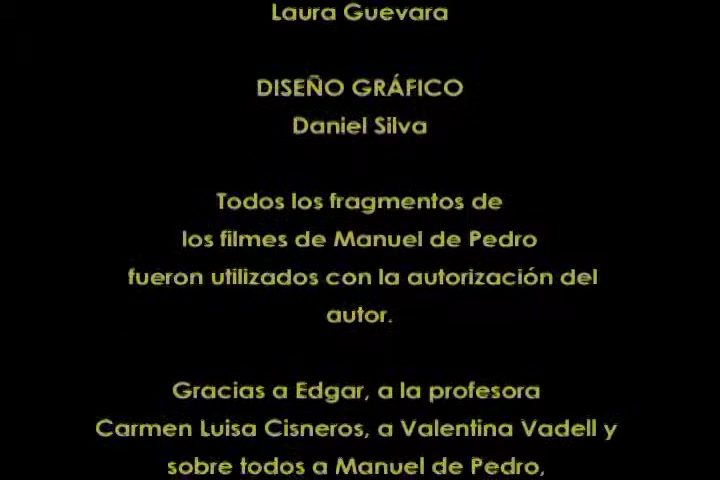 Laura Guevara
DISEÑO GRÁFICO
Daniel Silva
Todos los fragmentos de
los filmes de Manuel de Pedro
fueron utilizados con la autorización del
autor.
Gracias a Edgar, a la profesora
Carmen Luisa Cisneros, a Valentina Vadell y
sobre todos a Manuel de Pedro,